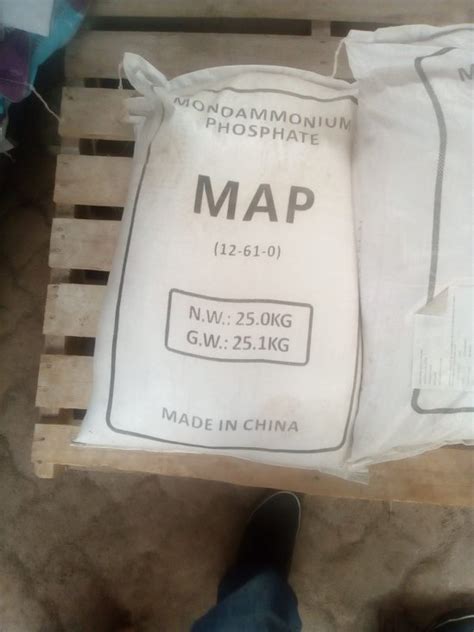 MONOAMMONIUM
PHOSPHATE
MAP
(12-61-0)
N.W.: 25.0KG
G.W.: 25.1KG
MADE IN CHINA